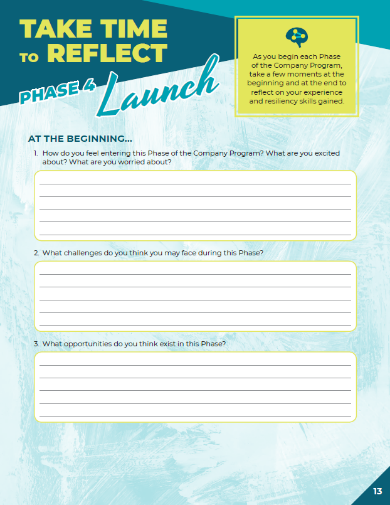 TAKE TIME
TO REFLECT
PHASE 4
Launch
As you begin each Phase
of the Company Program,
take a few moments at the
beginning and at the end to
reflect on your experience
and resiliency skills gained.
AT THE BEGINNING...
1. How do you feel entering this Phase of the Company Program? What are you excited
about? What are you worried about?
2. What challenges do you think you may face during this Phase?
3. What opportunities do you think exist in this Phase?
13